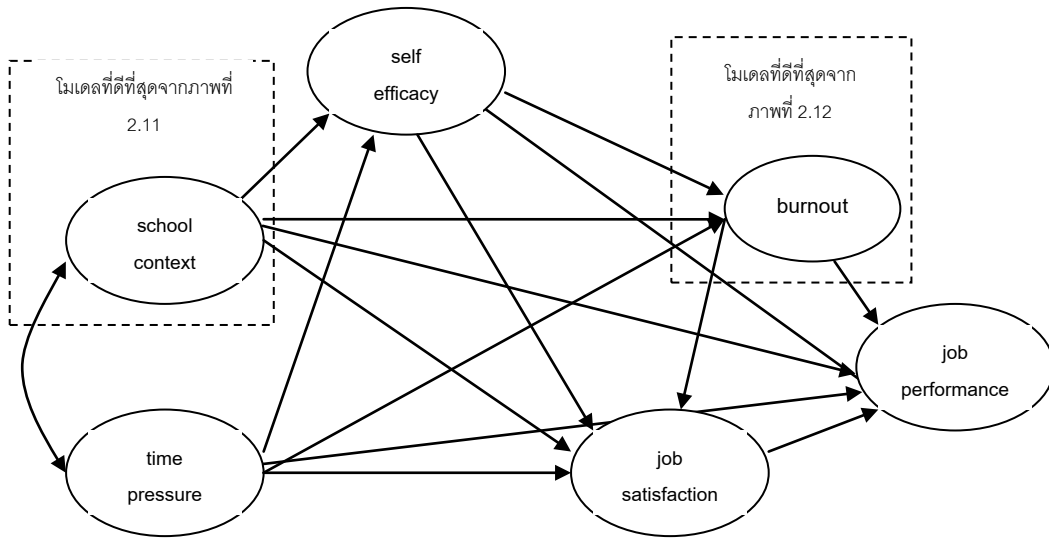 self
efficacy
โมเดลที่ดีที่สุดจากภาพที่
2.11
โมเดลที่ดีที่สุดจาก
ภาพที่ 2.12
school
context
burnout
job
performance
time
pressure
job
satisfaction